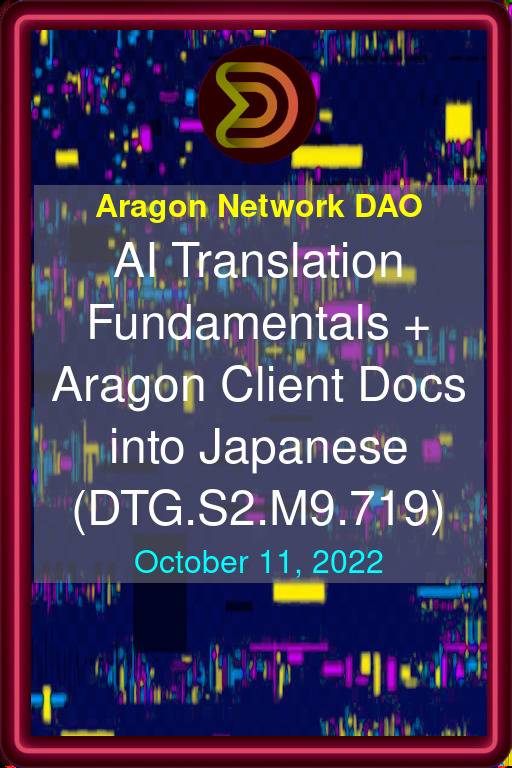 Aragon Network DAO
AI Translation
Fundamentals +
Aragon Client Docs
into Japanese
(DTG.S2.M9.719)
October 11, 2022